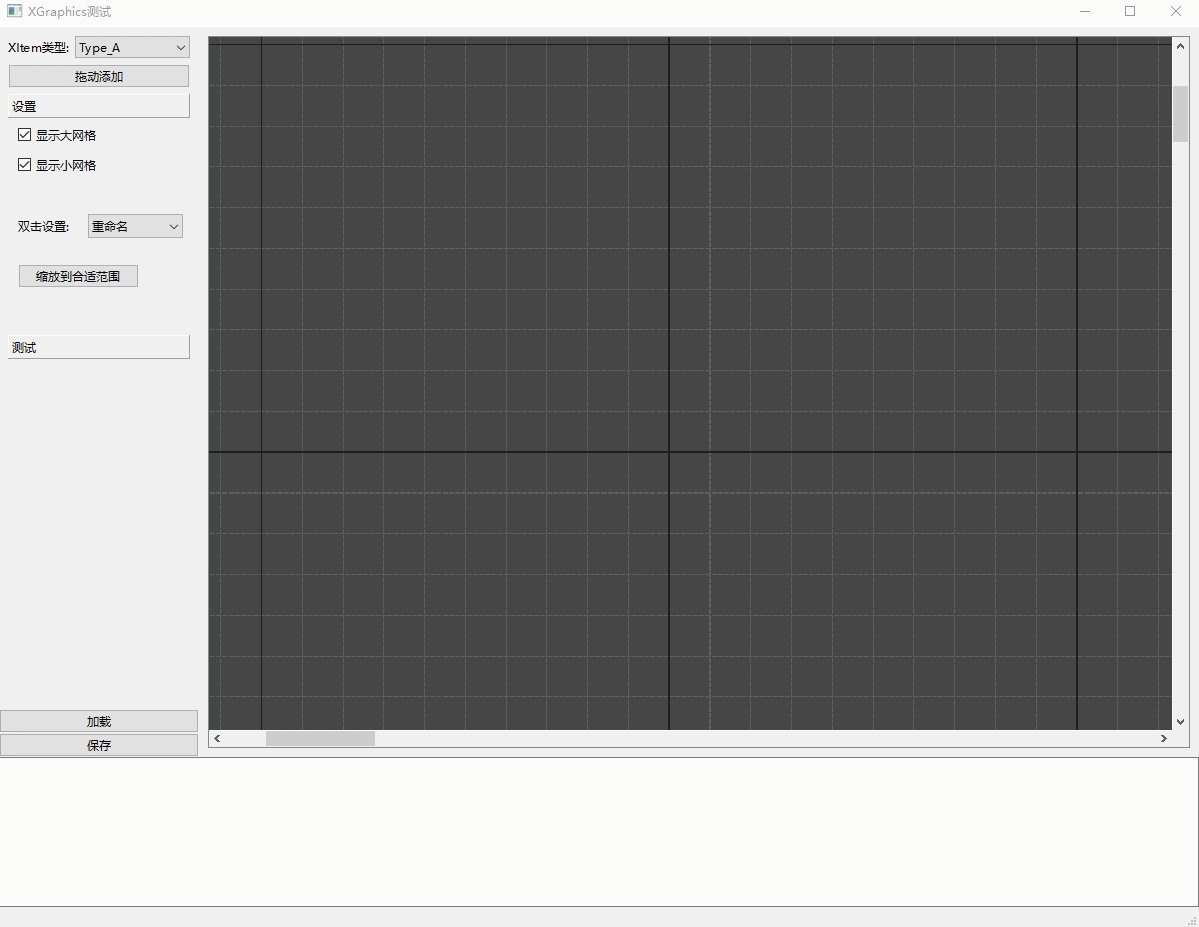 XGraphics测试
XItem类型: Type_A
拖动添加
设置
显示大网格
显示小网格
双击设置: 重命名
缩放到合适范围
测试
加载
保存